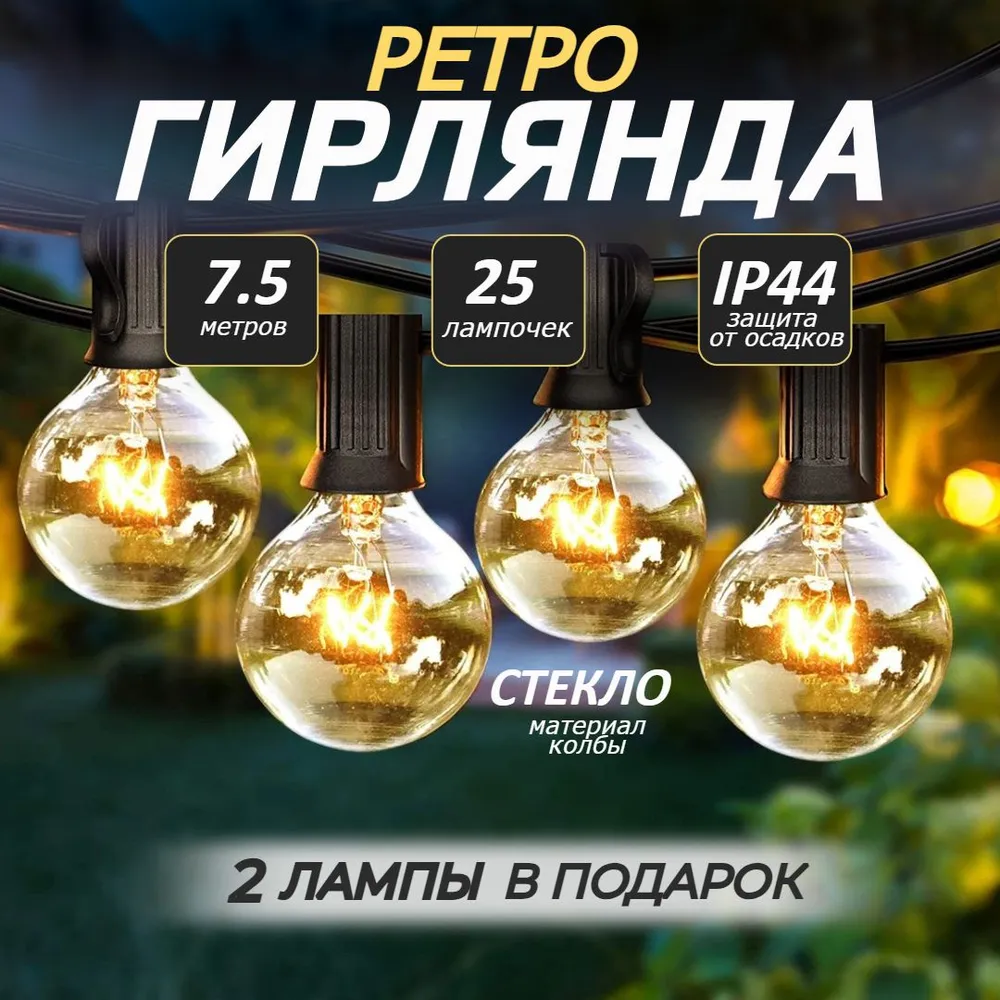 РЕТРО
ГИРЛЯНДА
7.5
метров
25
лампочек
IP44
защита
от осадков
СТЕКЛО
материал
колбы
2 ЛАМПЫ В ПОДАРОК